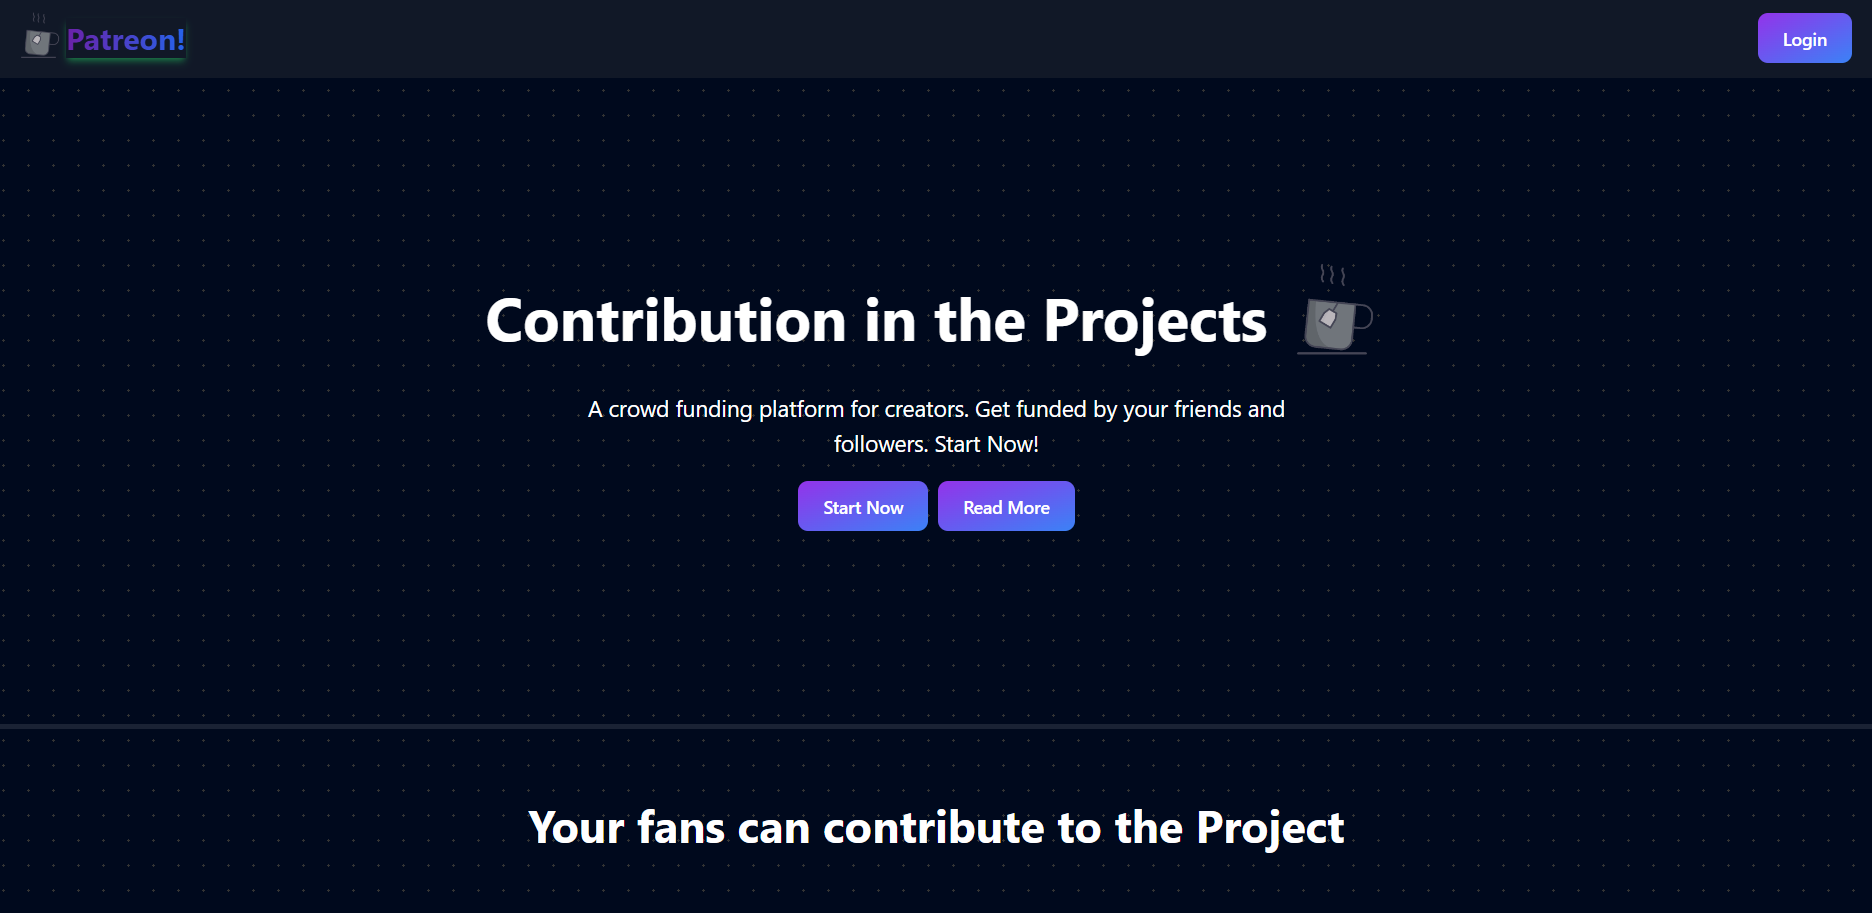 Patreon!
Login
Contribution in the Projects
A crowd funding platform for creators. Get funded by your friends and
followers. Start Now!
Start Now
Read More
Your fans can contribute to the Project